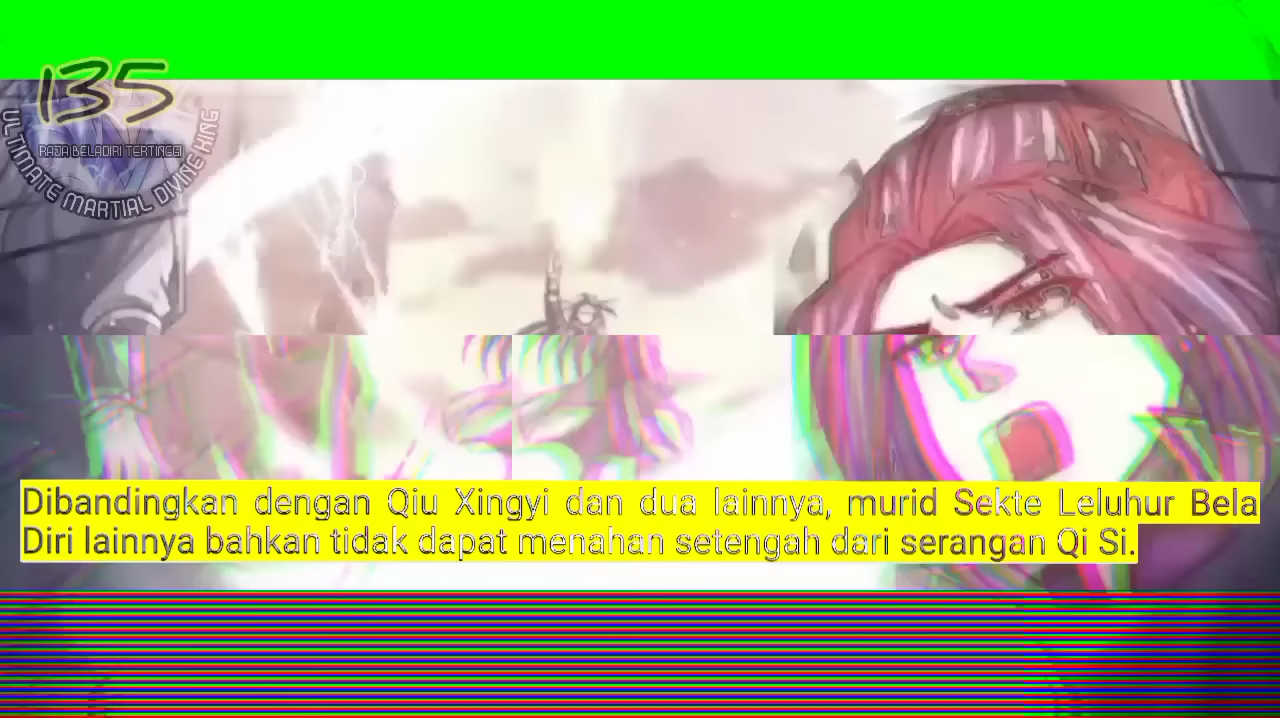 135
RAJA BELADIRI TERTINGGI
ULTIMATE MARTIAL DIVINE KING
Dibandingkan dengan Qiu Xingyi dan dua lainnya, murid Sekte Leluhur Bela
Diri lainnya bahkan tidak dapat menahan setengah dari serangan Qi Si.